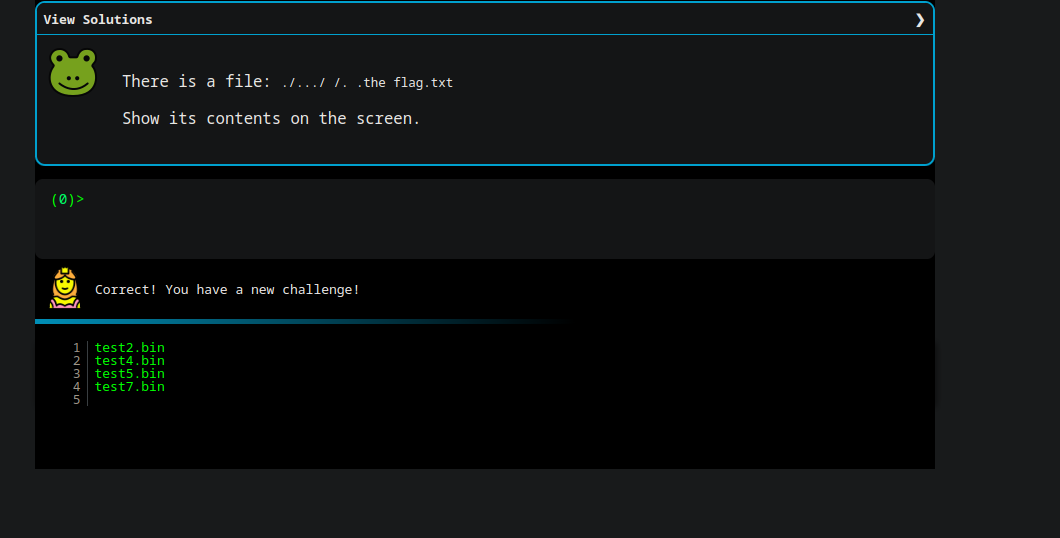 View Solutions ❯
There is a file: ./.../ /. .the flag.txt
Show its contents on the screen.
(0)>
Correct! You have a new challenge!
1 test2.bin
2 test4.bin
3 test5.bin
4 test7.bin
5